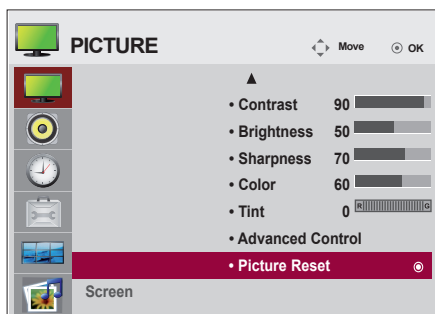 PICTURE Move OK
• Contrast 90
• Brightness 50
• Sharpness 70
• Color 60
• Tint 0 R G
• Advanced Control
• Picture Reset
Screen